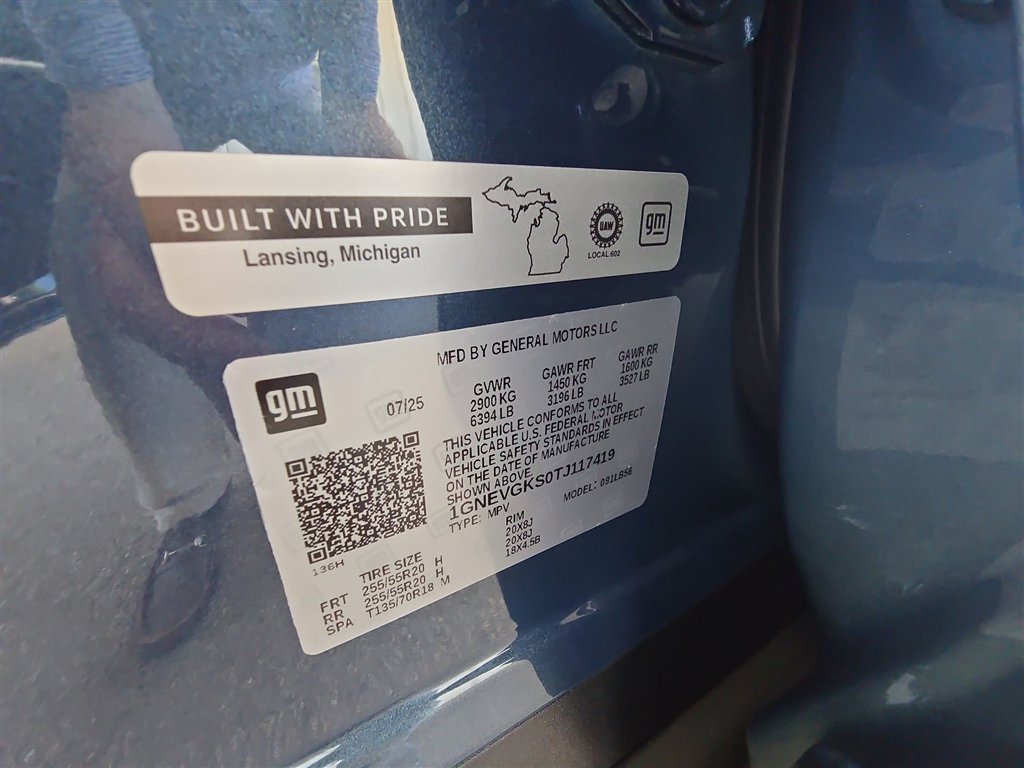 BUILT WITH PRIDE
Lansing, Michigan
UAW
LOCAL 602
gm
gm
MFD BY GENERAL MOTORS LLC
07/25
GVWR GAWR FRT GAWR RR
2900 KG 1450 KG 1600 KG
6394 LB 3196 LB 3527 LB
THIS VEHICLE CONFORMS TO ALL
APPLICABLE U.S. FEDERAL MOTOR
VEHICLE SAFETY STANDARDS IN EFFECT
ON THE DATE OF MANUFACTURE
SHOWN ABOVE.
1GNEVGKS0TJ117419
TYPE: MPV MODEL: 091LB56
136H
TIRE SIZE RIM
FRT 255/55R20 H 20X8J
RR 255/55R20 H 20X8J
SPA T135/70R18 M 18X4.5B